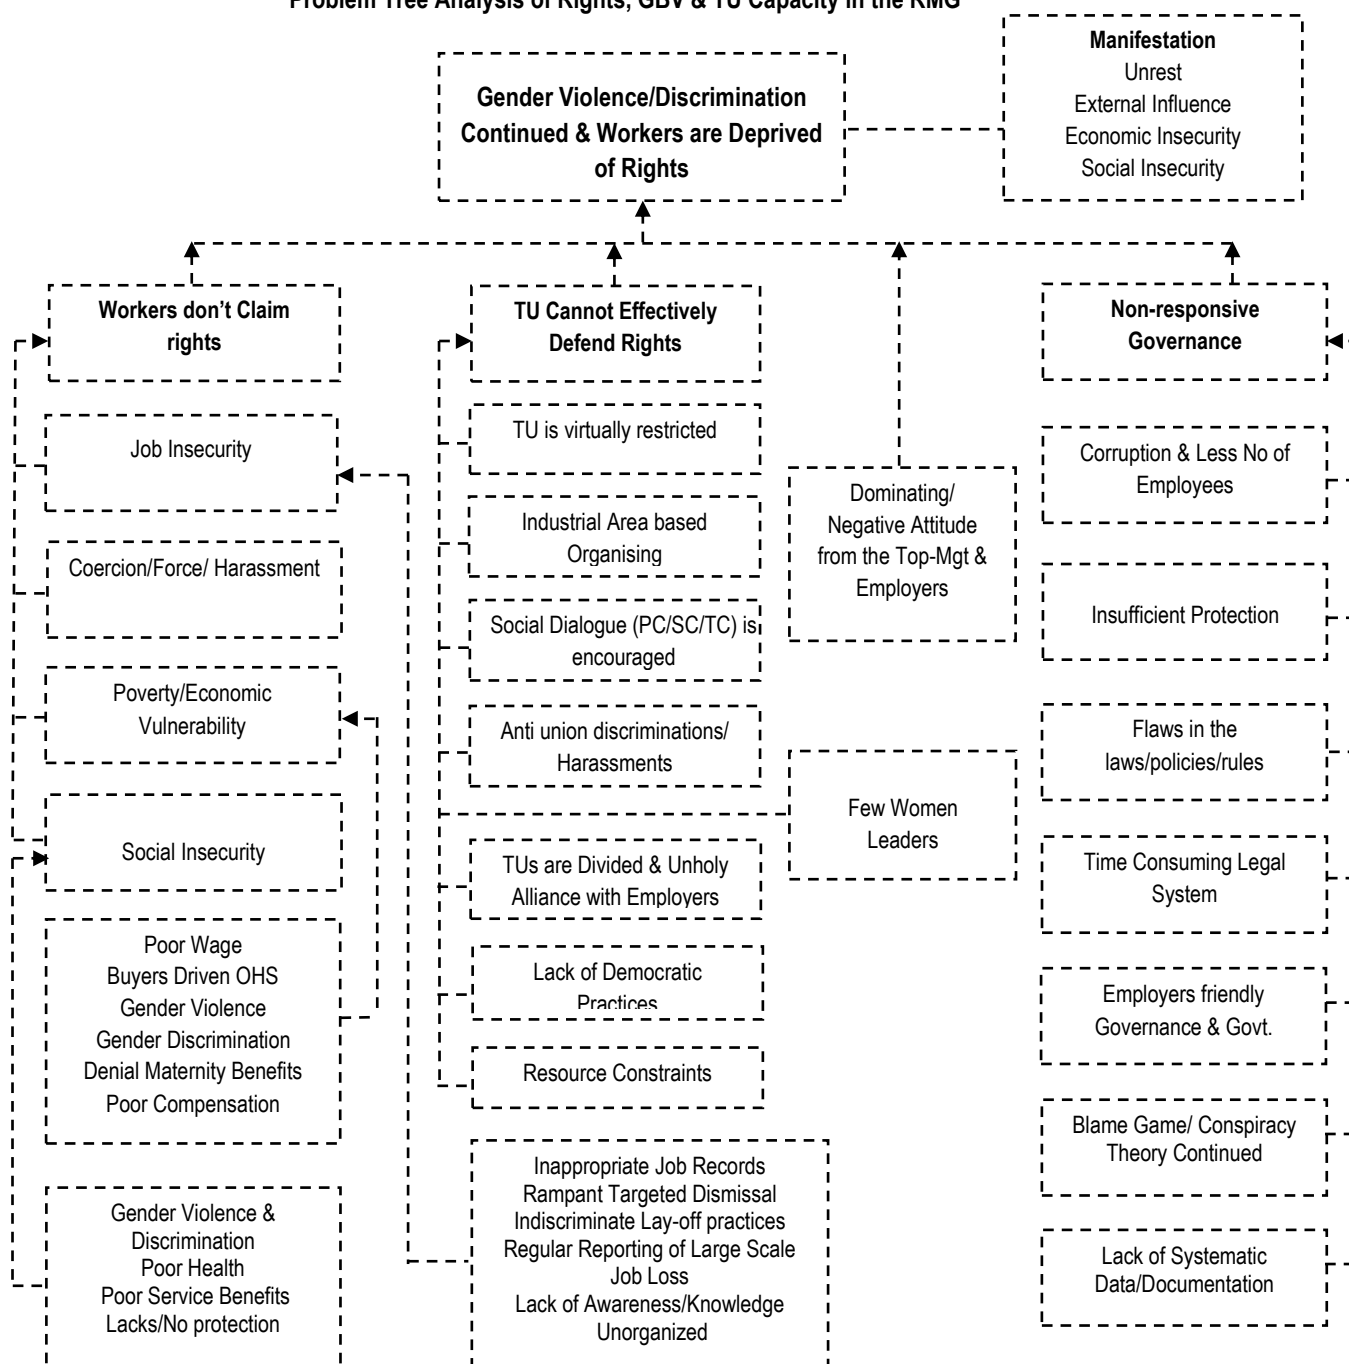 Problem Tree Analysis of Rights, GBV & TU Capacity in the RMG
Manifestation
Unrest
External Influence
Economic Insecurity
Social Insecurity
Gender Violence/Discrimination
Continued & Workers are Deprived
of Rights
Workers don’t Claim
rights
Job Insecurity
Coercion/Force/ Harassment
Poverty/Economic
Vulnerability
Social Insecurity
Poor Wage
Buyers Driven OHS
Gender Violence
Gender Discrimination
Denial Maternity Benefits
Poor Compensation
Gender Violence &
Discrimination
Poor Health
Poor Service Benefits
Lacks/No protection
TU Cannot Effectively
Defend Rights
TU is virtually restricted
Industrial Area based
Organising
Social Dialogue (PC/SC/TC) is
encouraged
Anti union discriminations/
Harassments
TUs are Divided & Unholy
Alliance with Employers
Lack of Democratic
Practices
Resource Constraints
Inappropriate Job Records
Rampant Targeted Dismissal
Indiscriminate Lay-off practices
Regular Reporting of Large Scale
Job Loss
Lack of Awareness/Knowledge
Unorganized
Dominating/
Negative Attitude
from the Top-Mgt &
Employers
Few Women
Leaders
Non-responsive
Governance
Corruption & Less No of
Employees
Insufficient Protection
Flaws in the
laws/policies/rules
Time Consuming Legal
System
Employers friendly
Governance & Govt.
Blame Game/ Conspiracy
Theory Continued
Lack of Systematic
Data/Documentation